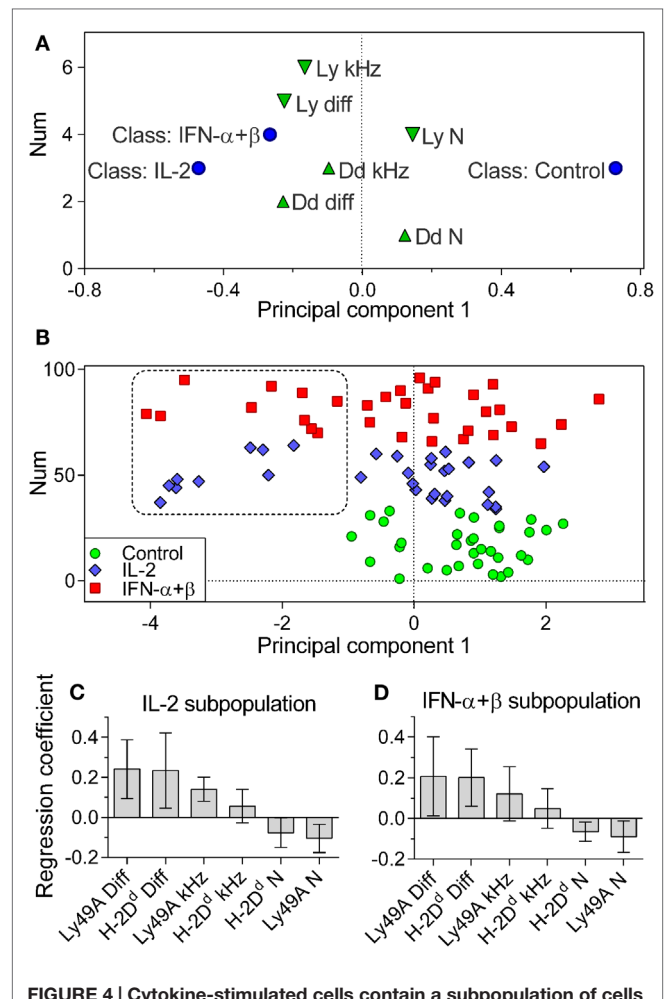 A
Num
6
4
2
0
Ly kHz
Ly diff
Class: IFN-α+β
Ly N
Class: IL-2
Dd kHz
Class: Control
Dd diff
Dd N
-0.8
-0.4
0.0
0.4
0.8
Principal component 1
B
Num
100
50
0
Control
IL-2
IFN-α+β
-4
-2
0
2
Principal component 1
C
IL-2 subpopulation
Regression coefficient
0.4
0.2
0.0
-0.2
Ly49A Diff
H-2Dᵈ Diff
Ly49A kHz
H-2Dᵈ kHz
H-2Dᵈ N
Ly49A N
D
IFN-α+β subpopulation
0.4
0.2
0.0
-0.2
Ly49A Diff
H-2Dᵈ Diff
Ly49A kHz
H-2Dᵈ kHz
H-2Dᵈ N
Ly49A N
FIGURE 4 | Cytokine-stimulated cells contain a subpopulation of cells